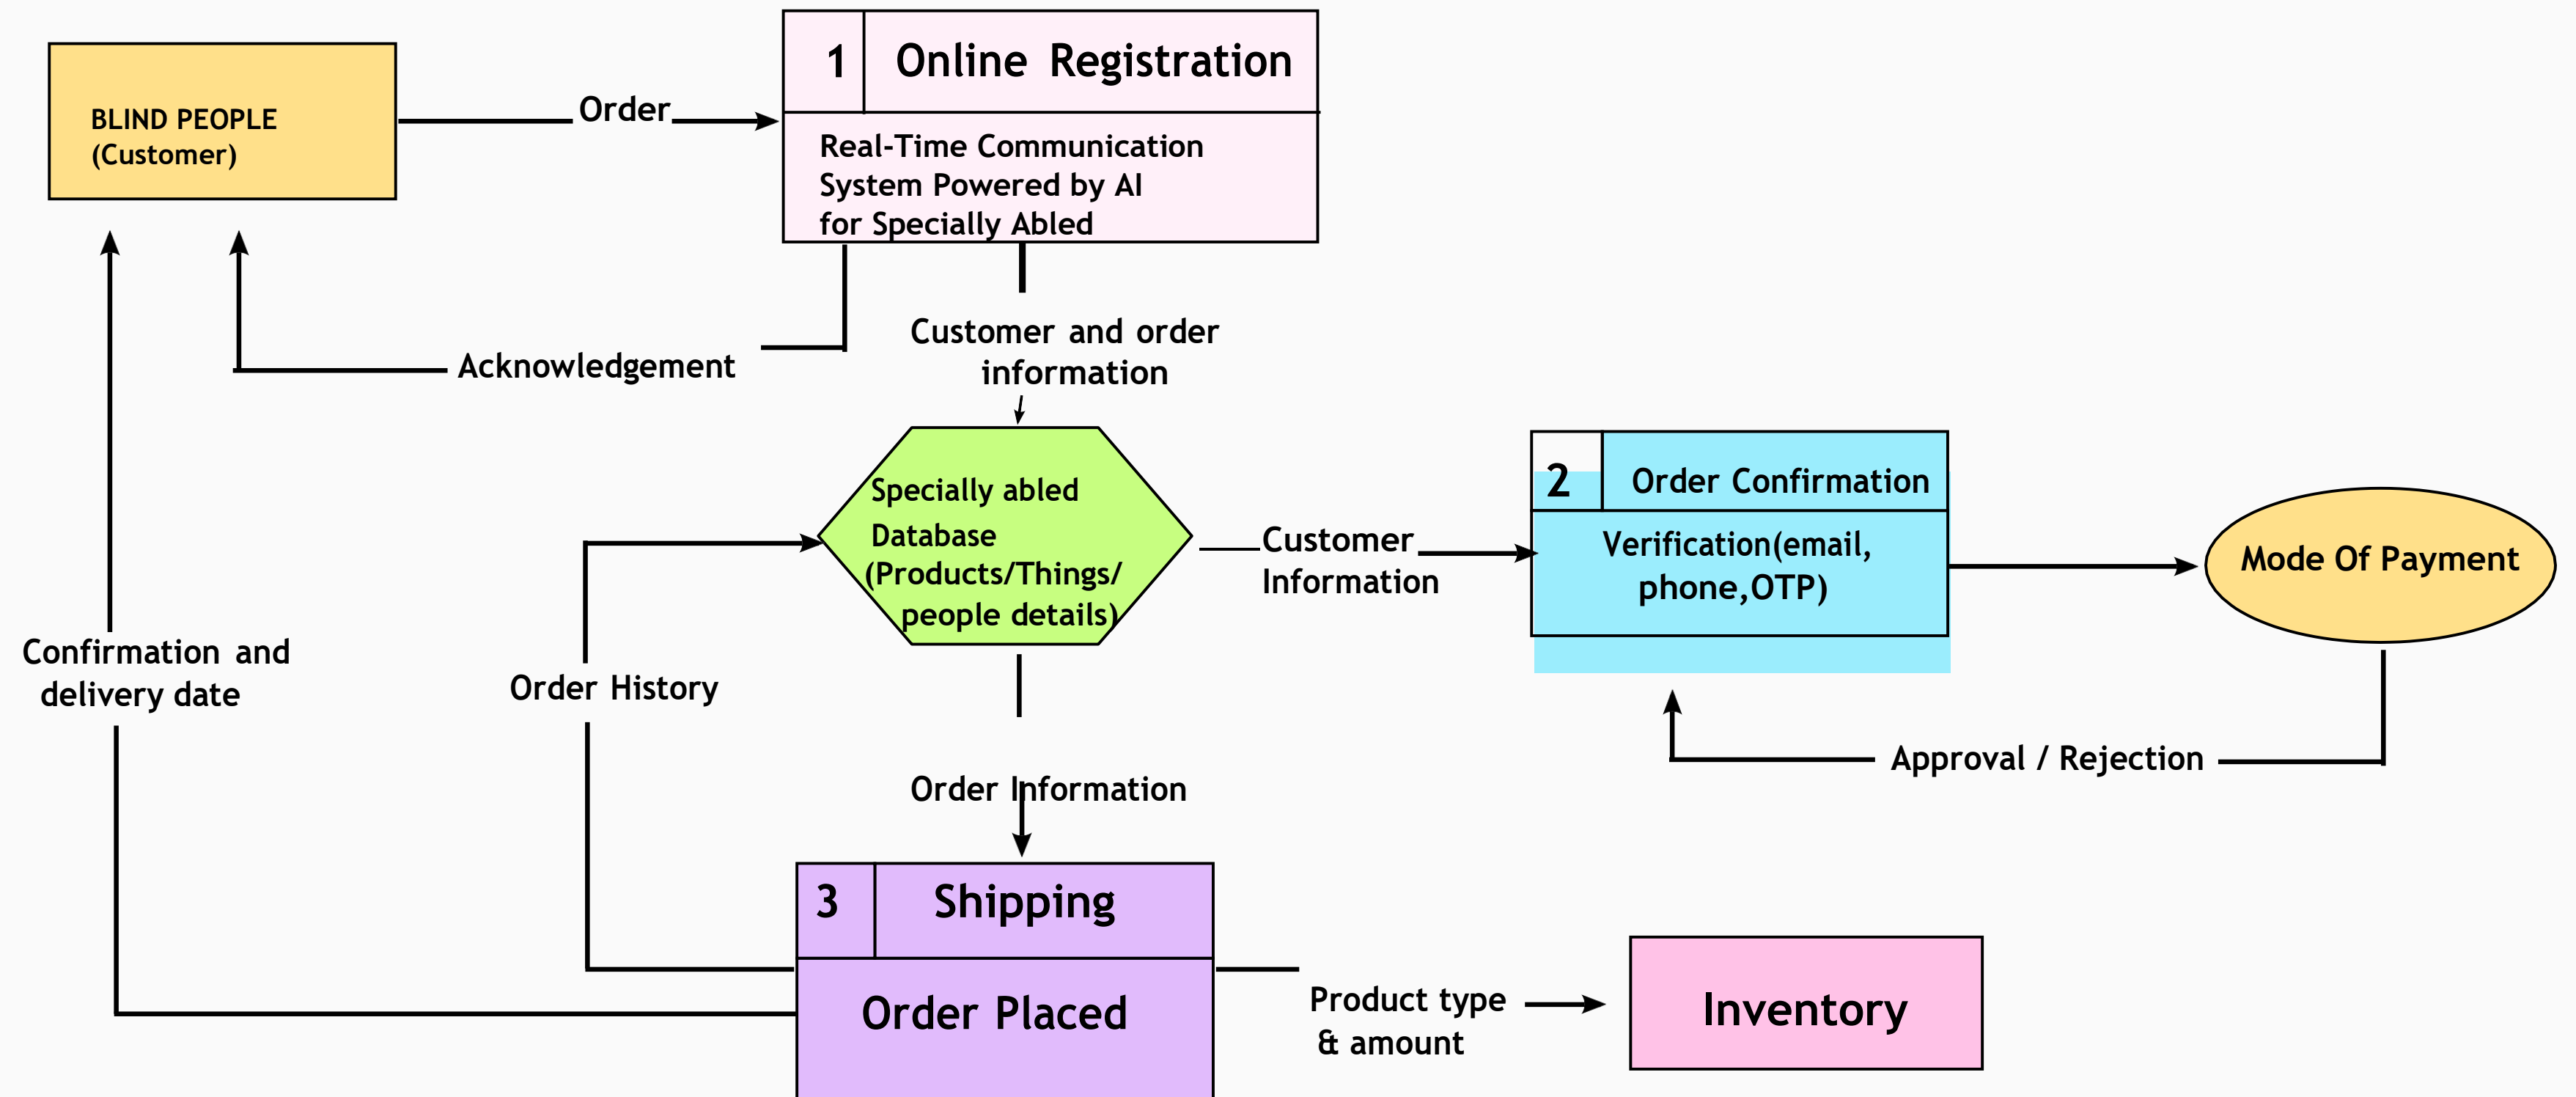 1
Online Registration
BLIND PEOPLE
(Customer)
Order
Real-Time Communication
System Powered by AI
for Specially Abled
Customer and order
information
Acknowledgement
Specially abled
Database
(Products/Things/
people details)
Customer
Information
2
Order Confirmation
Verification(email,
phone,OTP)
Mode Of Payment
Confirmation and
delivery date
Order History
Approval / Rejection
Order Information
3
Shipping
Order Placed
Product type
& amount
Inventory